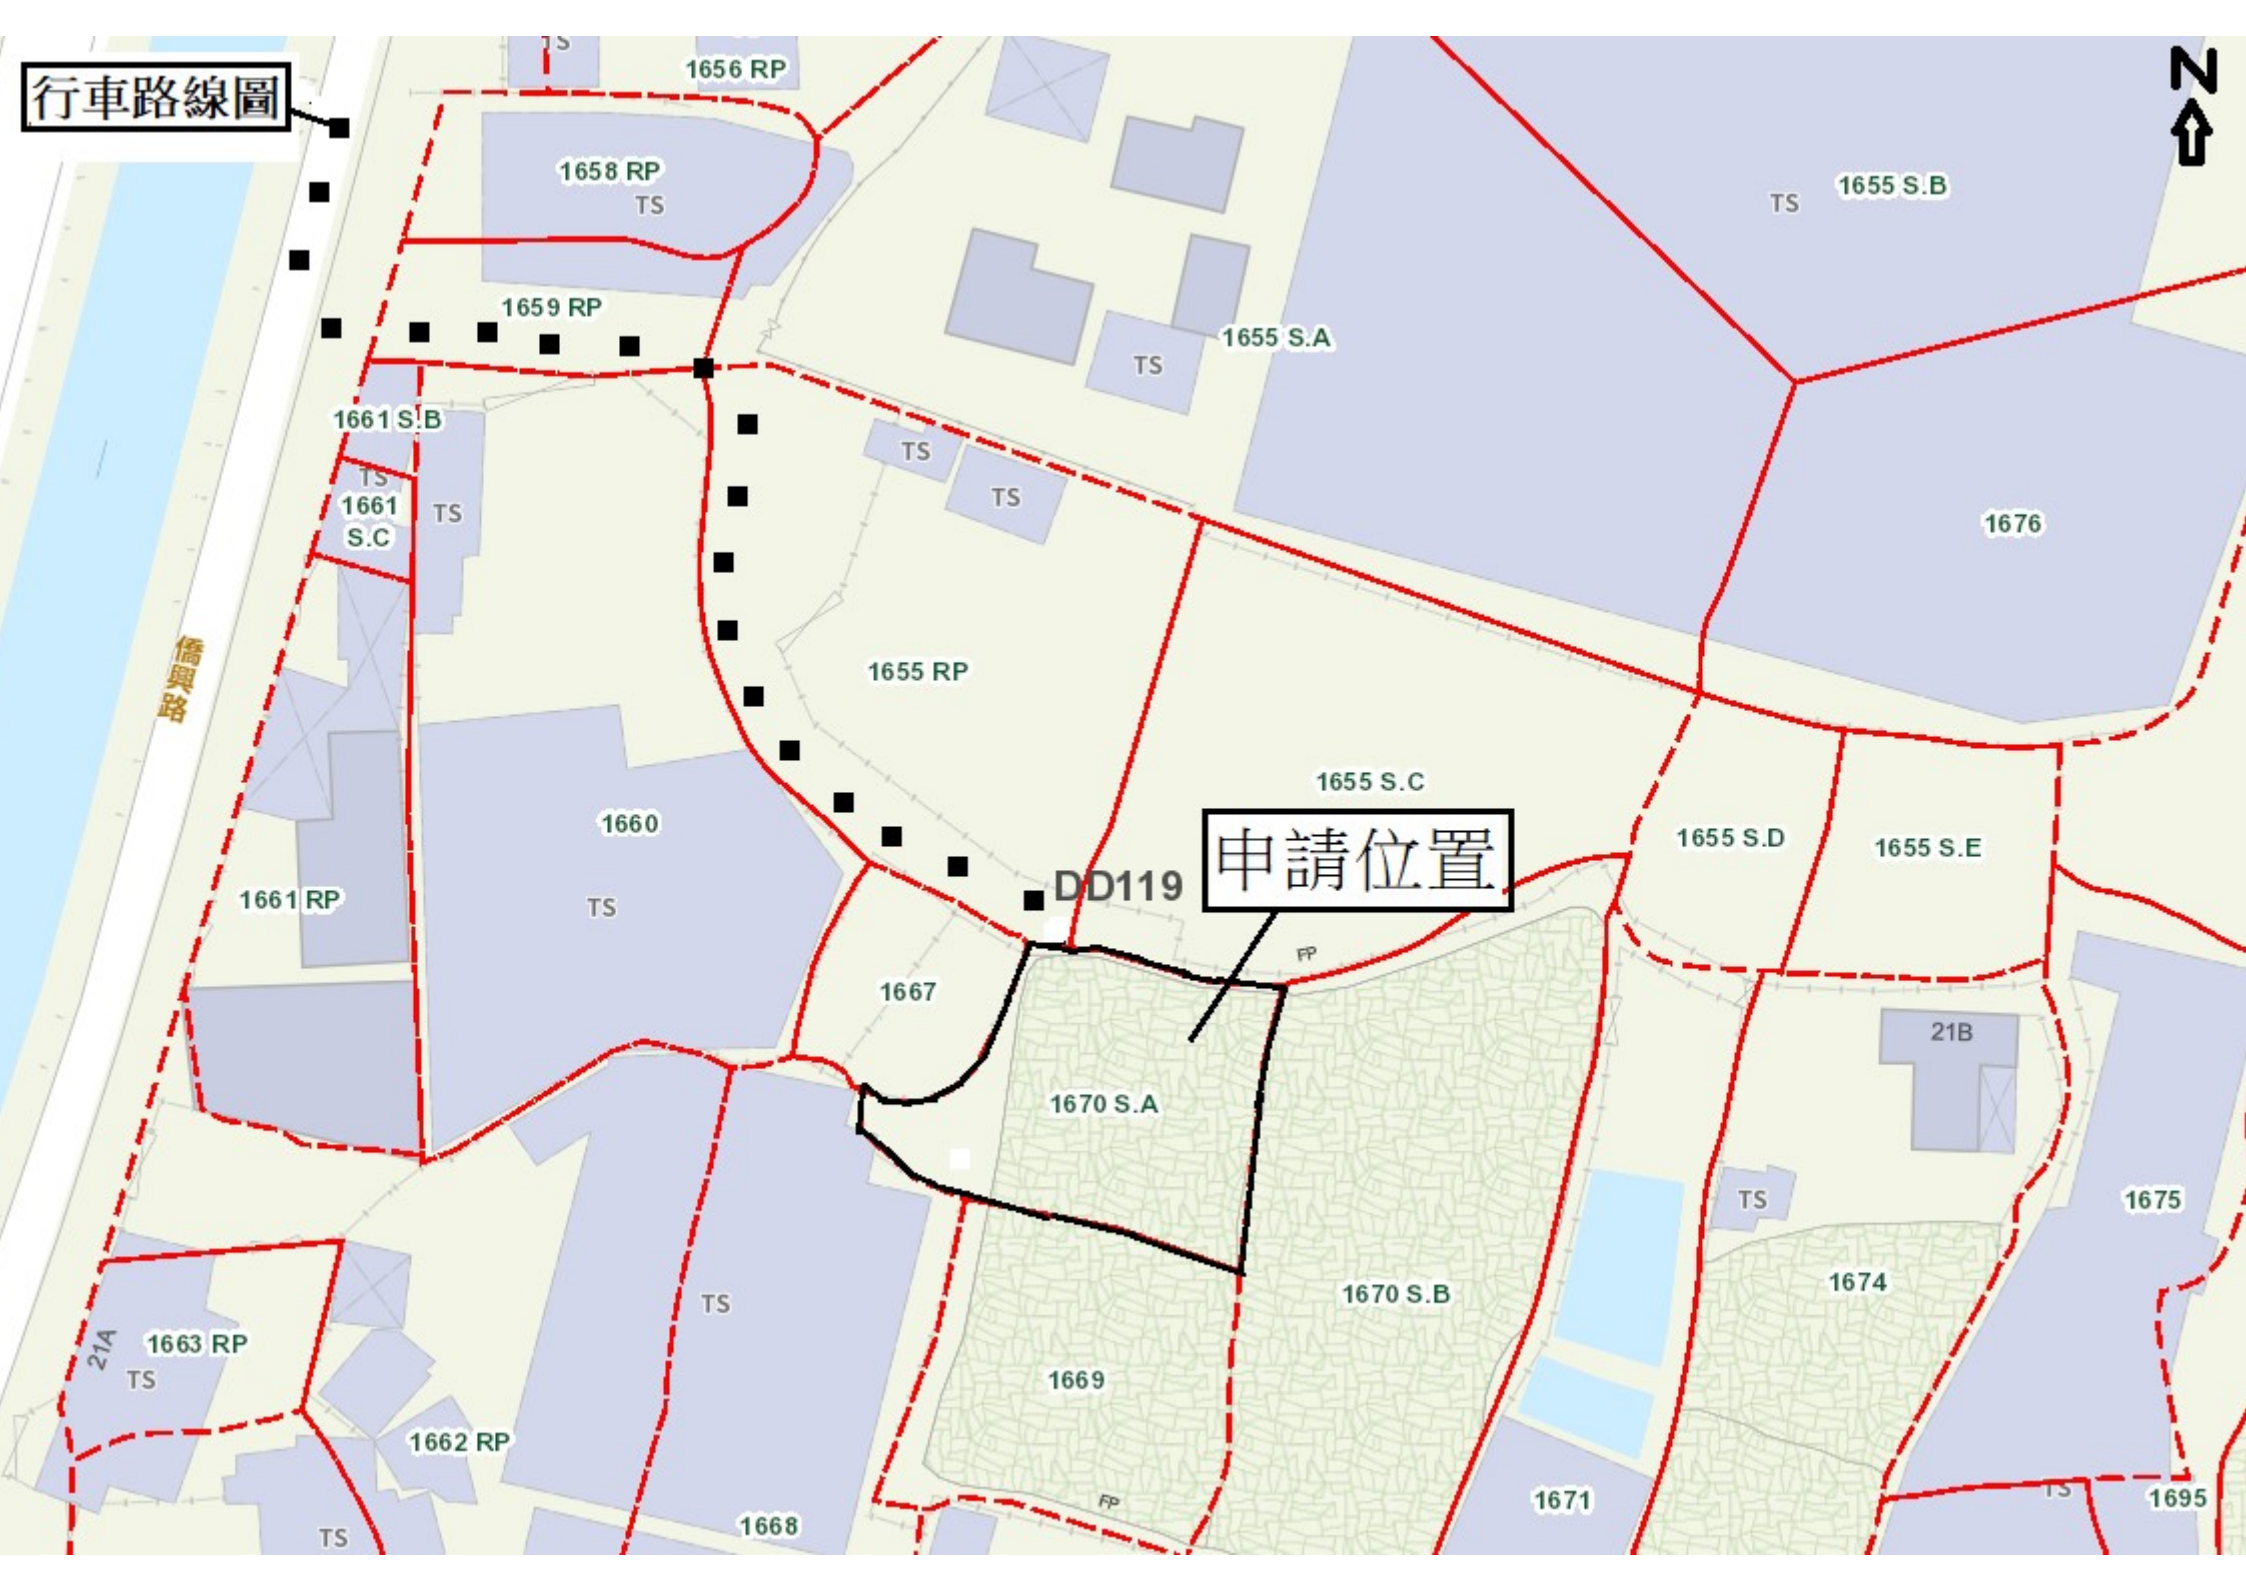 TS
1656 RP
N
行車路線圖
1658 RP
TS
1655 S.B
TS
1659 RP
1655 S.A
TS
1661 S.B
TS
TS
1661
S.C
TS
TS
1676
僑興路
1655 RP
1655 S.C
1660
1655 S.D
1655 S.E
申請位置
DD119
1661 RP
TS
FP
1667
21B
1670 S.A
TS
1675
1674
1670 S.B
TS
21A
1663 RP
TS
1669
1662 RP
FP
1671
TS
1695
1668
TS